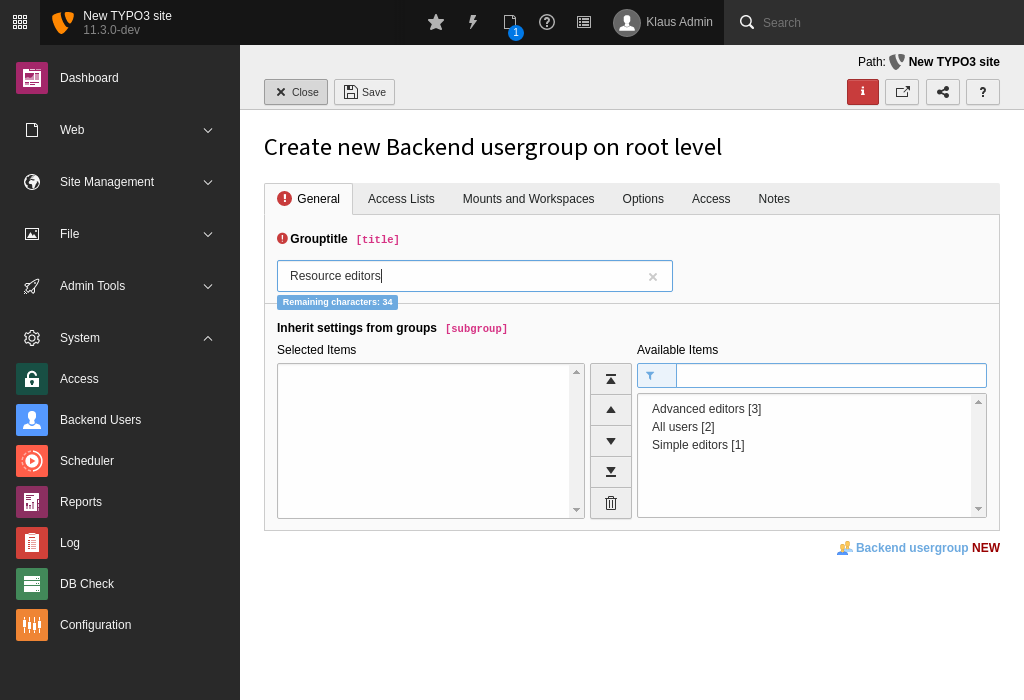 New TYPO3 site
11.3.0-dev
1
Klaus Admin
Search
Dashboard
Web
Site Management
File
Admin Tools
System
Access
Backend Users
Scheduler
Reports
Log
DB Check
Configuration
Path: New TYPO3 site
Close
Save
i
?
Create new Backend usergroup on root level
General
Access Lists
Mounts and Workspaces
Options
Access
Notes
Grouptitle [title]
Resource editors
Remaining characters: 34
Inherit settings from groups [subgroup]
Selected Items
Available Items
Advanced editors [3]
All users [2]
Simple editors [1]
Backend usergroup NEW